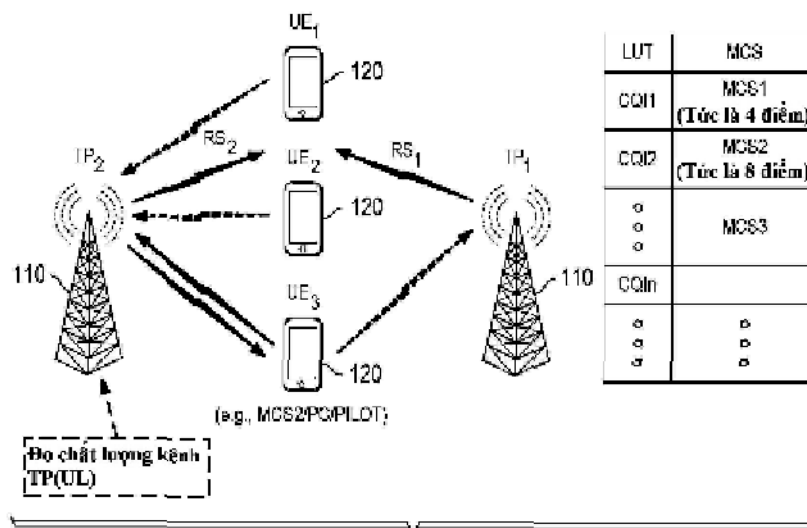 UE1
120
RS2
TP2
UE2
RS1
TP1
120
110
110
UE3
120
(e.g., MCS2/PC/PILOT)
Đo chất lượng kênh
TP(UL)
LUT
MCS
CQI1
MCS1
(Tức là 4 điểm)
CQI2
MCS2
(Tức là 8 điểm)
MCS3
CQIn